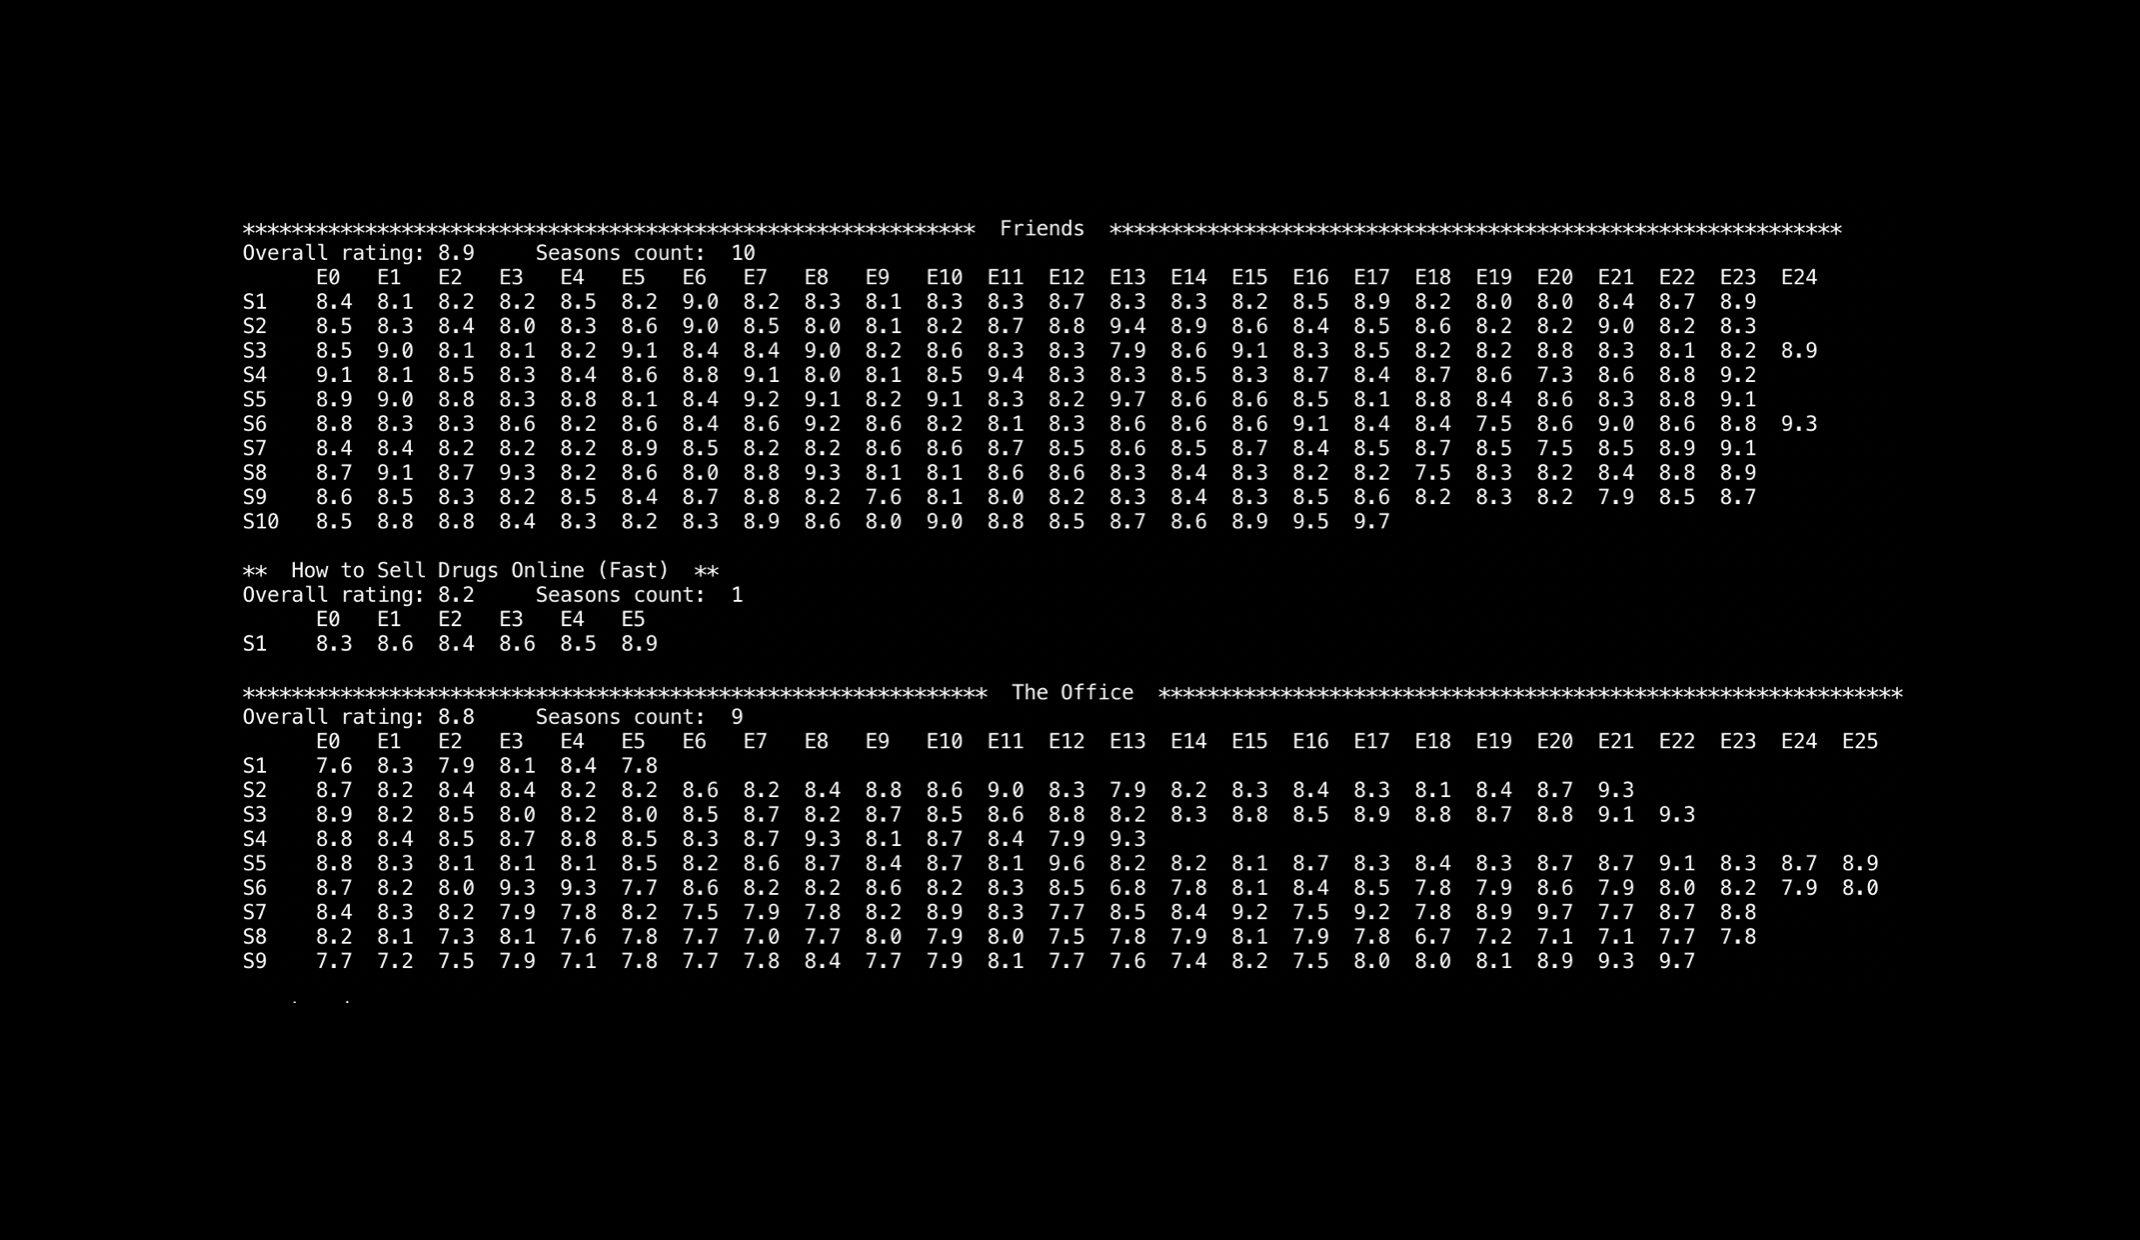 ************************************************************  Friends  ************************************************************
Overall rating: 8.9     Seasons count:  10
      E0   E1   E2   E3   E4   E5   E6   E7   E8   E9   E10  E11  E12  E13  E14  E15  E16  E17  E18  E19  E20  E21  E22  E23  E24
S1    8.4  8.1  8.2  8.2  8.5  8.2  9.0  8.2  8.3  8.1  8.3  8.3  8.7  8.3  8.3  8.2  8.5  8.9  8.2  8.0  8.0  8.4  8.7  8.9
S2    8.5  8.3  8.4  8.0  8.3  8.6  9.0  8.5  8.0  8.1  8.2  8.7  8.8  9.4  8.9  8.6  8.4  8.5  8.6  8.2  8.2  9.0  8.2  8.3
S3    8.5  9.0  8.1  8.1  8.2  9.1  8.4  8.4  9.0  8.2  8.6  8.3  8.3  7.9  8.6  9.1  8.3  8.5  8.2  8.2  8.8  8.3  8.1  8.2  8.9
S4    9.1  8.1  8.5  8.3  8.4  8.6  8.8  9.1  8.0  8.1  8.5  9.4  8.3  8.3  8.5  8.3  8.7  8.4  8.7  8.6  7.3  8.6  8.8  9.2
S5    8.9  9.0  8.8  8.3  8.8  8.1  8.4  9.2  9.1  8.2  9.1  8.3  8.2  9.7  8.6  8.6  8.5  8.1  8.8  8.4  8.6  8.3  8.8  9.1
S6    8.8  8.3  8.3  8.6  8.2  8.6  8.4  8.6  9.2  8.6  8.2  8.1  8.3  8.6  8.6  8.6  9.1  8.4  8.4  7.5  8.6  9.0  8.6  8.8  9.3
S7    8.4  8.4  8.2  8.2  8.2  8.9  8.5  8.2  8.2  8.6  8.6  8.7  8.5  8.6  8.5  8.7  8.4  8.5  8.7  8.5  7.5  8.5  8.9  9.1
S8    8.7  9.1  8.7  9.3  8.2  8.6  8.0  8.8  9.3  8.1  8.1  8.6  8.6  8.3  8.4  8.3  8.2  8.2  7.5  8.3  8.2  8.4  8.8  8.9
S9    8.6  8.5  8.3  8.2  8.5  8.4  8.7  8.8  8.2  7.6  8.1  8.0  8.2  8.3  8.4  8.3  8.5  8.6  8.2  8.3  8.2  7.9  8.5  8.7
S10   8.5  8.8  8.8  8.4  8.3  8.2  8.3  8.9  8.6  8.0  9.0  8.8  8.5  8.7  8.6  8.9  9.5  9.7
**  How to Sell Drugs Online (Fast)  **
Overall rating: 8.2     Seasons count:  1
      E0   E1   E2   E3   E4   E5
S1    8.3  8.6  8.4  8.6  8.5  8.9
*************************************************************  The Office  *************************************************************
Overall rating: 8.8     Seasons count:  9
      E0   E1   E2   E3   E4   E5   E6   E7   E8   E9   E10  E11  E12  E13  E14  E15  E16  E17  E18  E19  E20  E21  E22  E23  E24  E25
S1    7.6  8.3  7.9  8.1  8.4  7.8
S2    8.7  8.2  8.4  8.4  8.2  8.2  8.6  8.2  8.4  8.8  8.6  9.0  8.3  7.9  8.2  8.3  8.4  8.3  8.1  8.4  8.7  9.3
S3    8.9  8.2  8.5  8.0  8.2  8.0  8.5  8.7  8.2  8.7  8.5  8.6  8.8  8.2  8.3  8.8  8.5  8.9  8.8  8.7  8.8  9.1  9.3
S4    8.8  8.4  8.5  8.7  8.8  8.5  8.3  8.7  9.3  8.1  8.7  8.4  7.9  9.3
S5    8.8  8.3  8.1  8.1  8.1  8.5  8.2  8.6  8.7  8.4  8.7  8.1  9.6  8.2  8.2  8.1  8.7  8.3  8.4  8.3  8.7  8.7  9.1  8.3  8.7  8.9
S6    8.7  8.2  8.0  9.3  9.3  7.7  8.6  8.2  8.2  8.6  8.2  8.3  8.5  6.8  7.8  8.1  8.4  8.5  7.8  7.9  8.6  7.9  8.0  8.2  7.9  8.0
S7    8.4  8.3  8.2  7.9  7.8  8.2  7.5  7.9  7.8  8.2  8.9  8.3  7.7  8.5  8.4  9.2  7.5  9.2  7.8  8.9  9.7  7.7  8.7  8.8
S8    8.2  8.1  7.3  8.1  7.6  7.8  7.7  7.0  7.7  8.0  7.9  8.0  7.5  7.8  7.9  8.1  7.9  7.8  6.7  7.2  7.1  7.1  7.7  7.8
S9    7.7  7.2  7.5  7.9  7.1  7.8  7.7  7.8  8.4  7.7  7.9  8.1  7.7  7.6  7.4  8.2  7.5  8.0  8.0  8.1  8.9  9.3  9.7